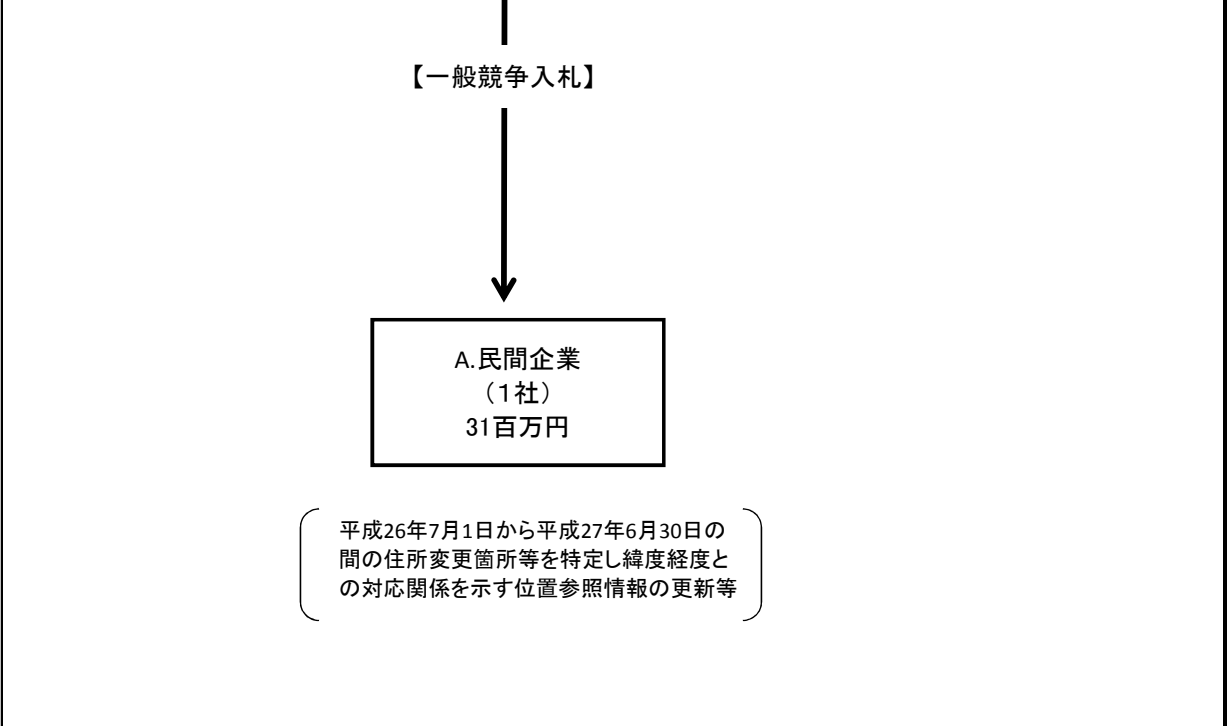 【一般競争入札】
A.民間企業
（１社）
31百万円
平成26年7月1日から平成27年6月30日の
間の住所変更箇所等を特定し緯度経度と
の対応関係を示す位置参照情報の更新等